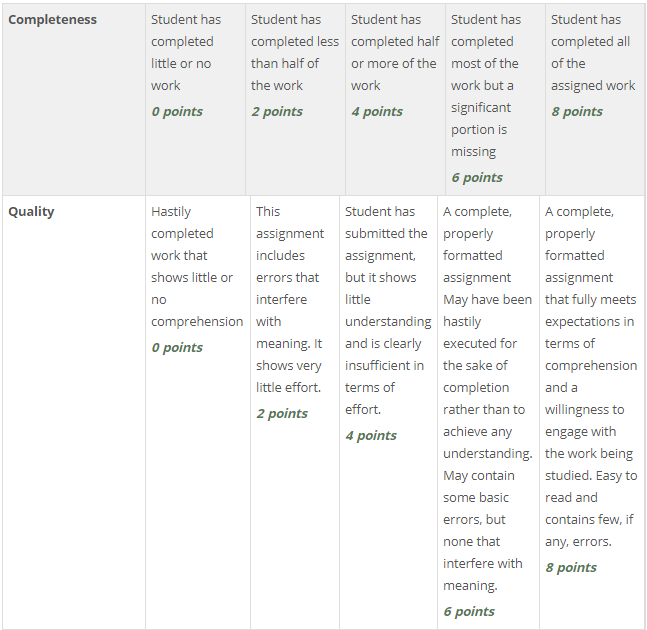 Completeness
Student has
completed
little or no
work
0 points
Student has
completed less
than half of
the work
2 points
Student has
completed half
or more of the
work
4 points
Student has
completed
most of the
work but a
significant
portion is
missing
6 points
Student has
completed all
of the
assigned work
8 points
Quality
Hastily
completed
work that
shows little or
no
comprehension
0 points
This
assignment
includes
errors that
interfere
with
meaning. It
shows very
little effort.
2 points
Student has
submitted the
assignment,
but it shows
little
understanding
and is clearly
insufficient in
terms of
effort.
4 points
A complete,
properly
formatted
assignment
May have been
hastily
executed for
the sake of
completion
rather than to
achieve any
understanding.
May contain
some basic
errors, but
none that
interfere with
meaning.
6 points
A complete,
properly
formatted
assignment
that fully meets
expectations in
terms of
comprehension
and a
willingness to
engage with
the work being
studied. Easy to
read and
contains few, if
any, errors.
8 points